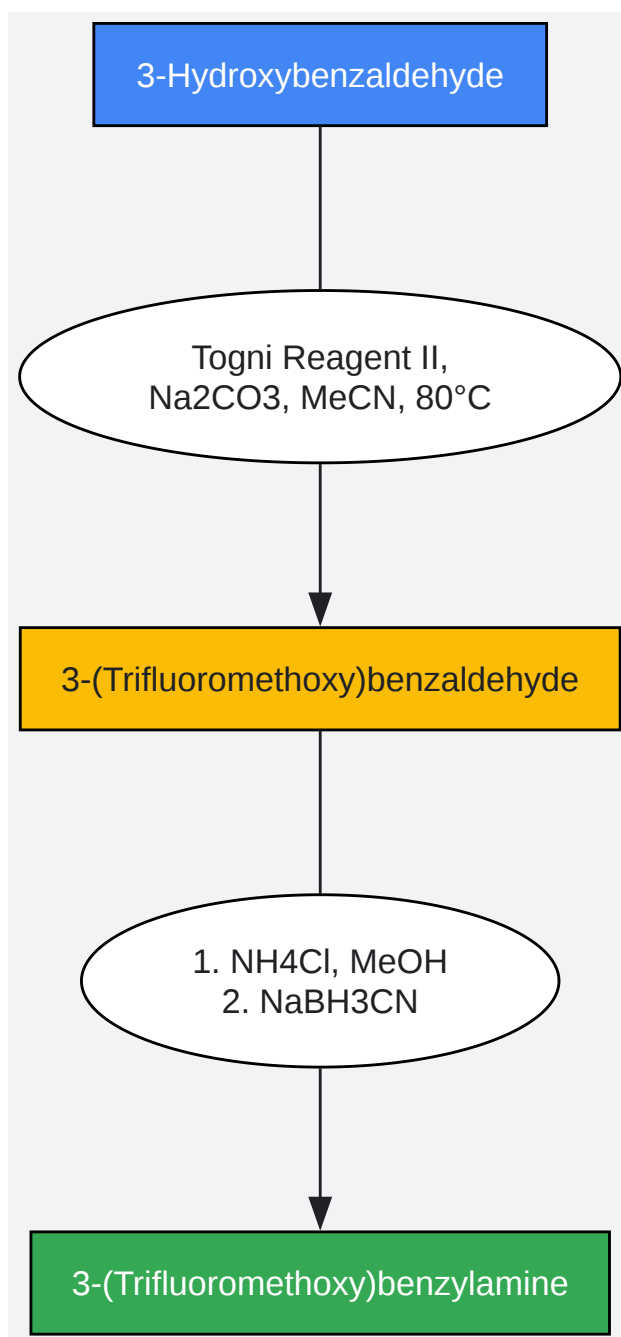 3-Hydroxybenzaldehyde
Togni Reagent II,
Na2CO3, MeCN, 80°C
3-(Trifluoromethoxy)benzaldehyde
1. NH4Cl, MeOH
2. NaBH3CN
3-(Trifluoromethoxy)benzylamine